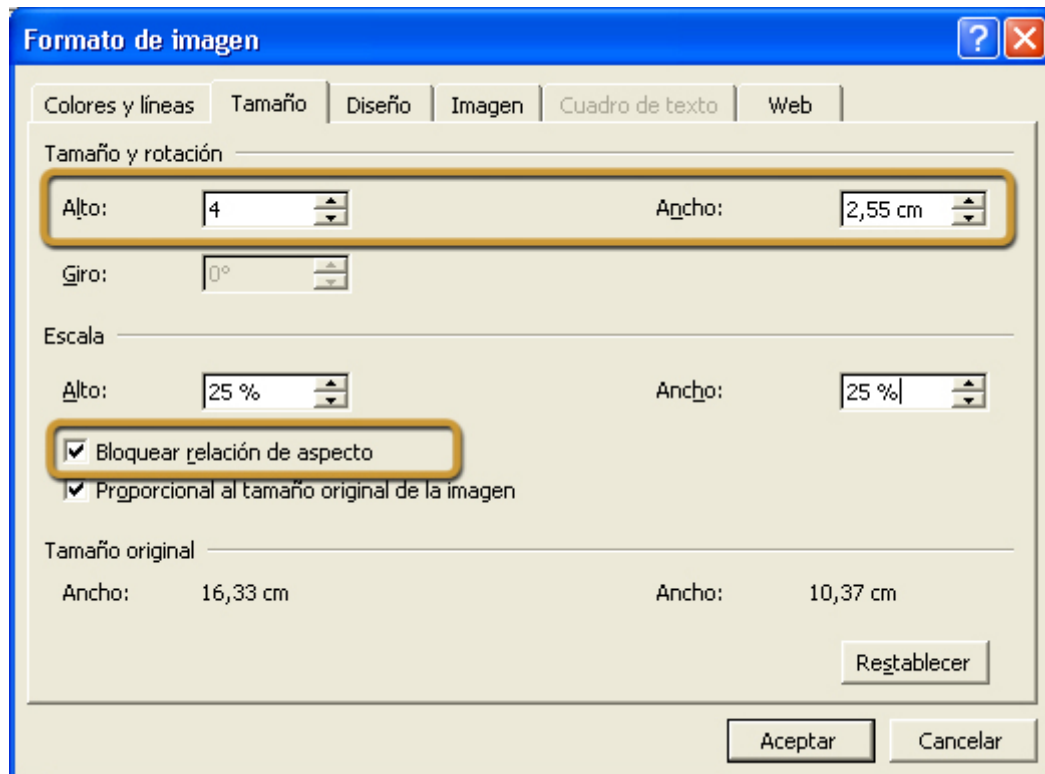 Formato de imagen
Colores y líneas Tamaño Diseño Imagen Cuadro de texto Web
Tamaño y rotación
Alto: 4 Ancho: 2,55 cm
Giro: 0°
Escala
Alto: 25 % Ancho: 25 %
Bloquear relación de aspecto
Proporcional al tamaño original de la imagen
Tamaño original
Ancho: 16,33 cm Ancho: 10,37 cm
Restablecer
Aceptar Cancelar